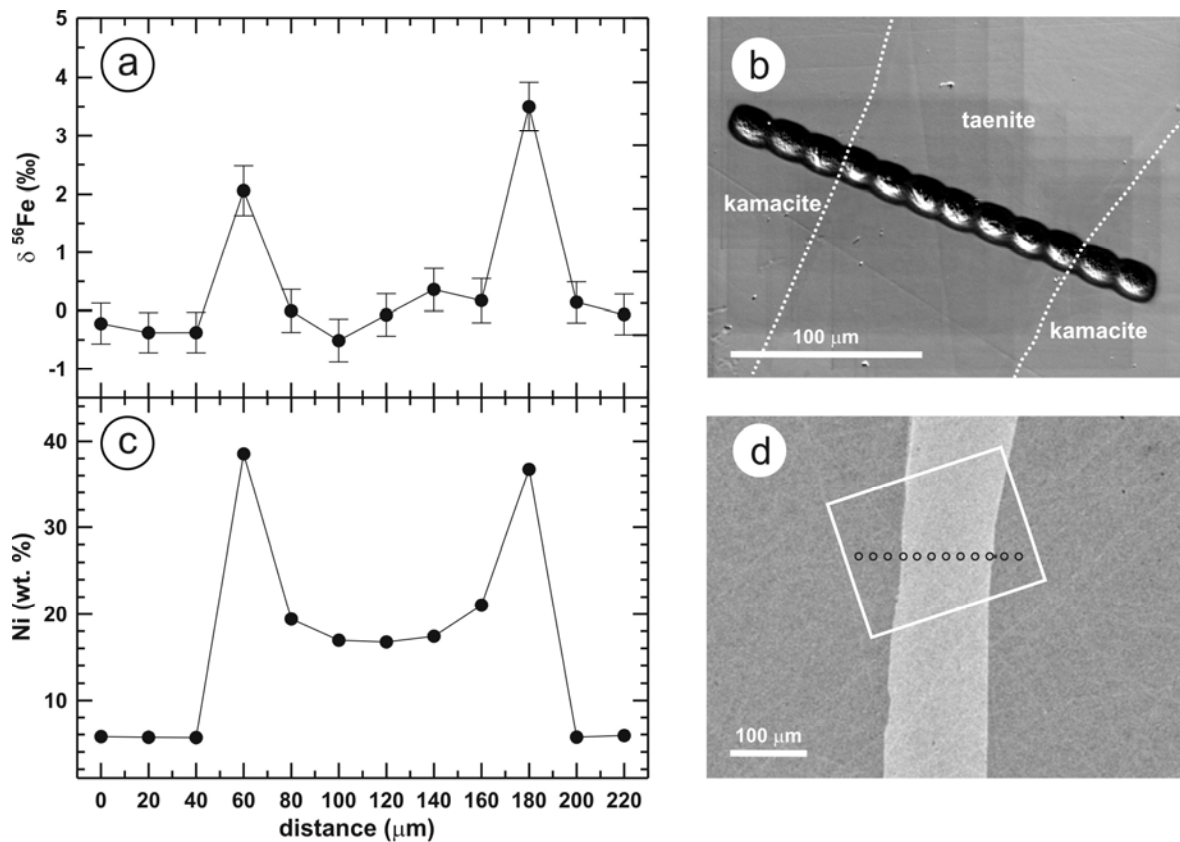 a
5
4
3
2
1
0
-1
δ ⁵⁶Fe (‰)
c
40
30
20
10
Ni (wt. %)
0 20 40 60 80 100 120 140 160 180 200 220
distance (μm)
b
taenite
kamacite
kamacite
100 μm
d
100 μm